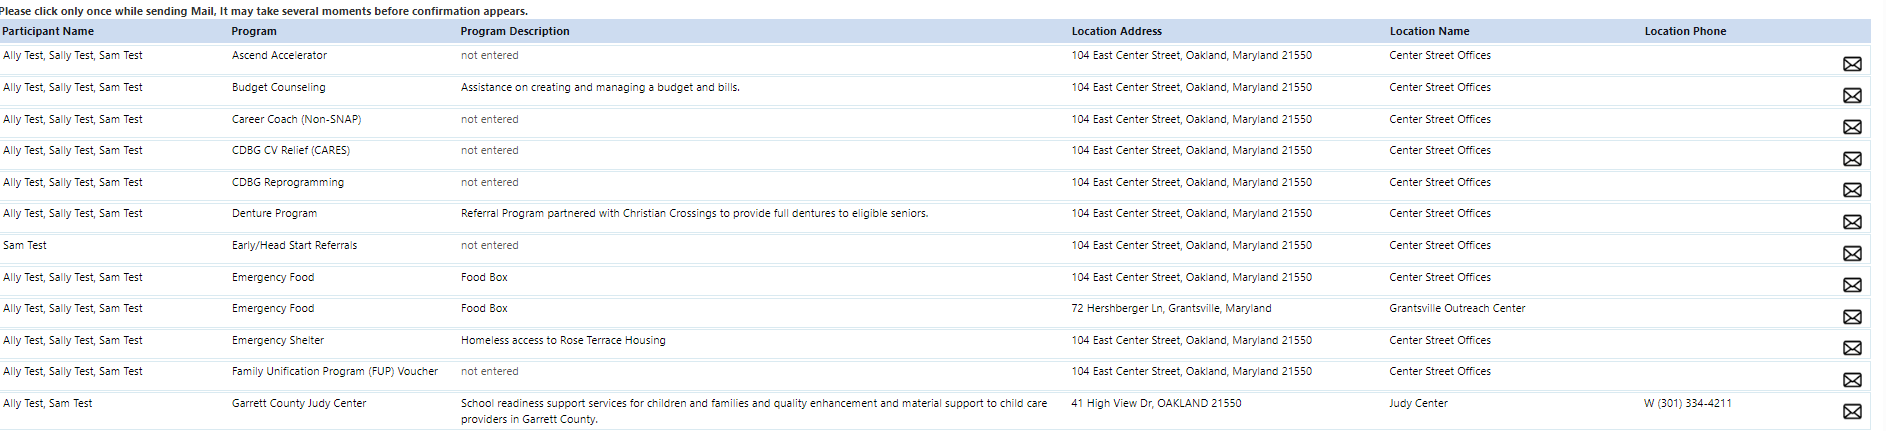 Please click only once while sending Mail, It may take several moments before confirmation appears.
Participant Name Program Program Description Location Address Location Name Location Phone
Ally Test, Sally Test, Sam Test Ascend Accelerator not entered 104 East Center Street, Oakland, Maryland 21550 Center Street Offices
Ally Test, Sally Test, Sam Test Budget Counseling Assistance on creating and managing a budget and bills. 104 East Center Street, Oakland, Maryland 21550 Center Street Offices
Ally Test, Sally Test, Sam Test Career Coach (Non-SNAP) not entered 104 East Center Street, Oakland, Maryland 21550 Center Street Offices
Ally Test, Sally Test, Sam Test CDBG CV Relief (CARES) not entered 104 East Center Street, Oakland, Maryland 21550 Center Street Offices
Ally Test, Sally Test, Sam Test CDBG Reprogramming not entered 104 East Center Street, Oakland, Maryland 21550 Center Street Offices
Ally Test, Sally Test, Sam Test Denture Program Referral Program partnered with Christian Crossings to provide full dentures to eligible seniors. 104 East Center Street, Oakland, Maryland 21550 Center Street Offices
Sam Test Early/Head Start Referrals not entered 104 East Center Street, Oakland, Maryland 21550 Center Street Offices
Ally Test, Sally Test, Sam Test Emergency Food Food Box 104 East Center Street, Oakland, Maryland 21550 Center Street Offices
Ally Test, Sally Test, Sam Test Emergency Food Food Box 72 Hershberger Ln, Grantsville, Maryland Grantsville Outreach Center
Ally Test, Sally Test, Sam Test Emergency Shelter Homeless access to Rose Terrace Housing 104 East Center Street, Oakland, Maryland 21550 Center Street Offices
Ally Test, Sally Test, Sam Test Family Unification Program (FUP) Voucher not entered 104 East Center Street, Oakland, Maryland 21550 Center Street Offices
Ally Test, Sam Test Garrett County Judy Center School readiness support services for children and families and quality enhancement and material support to child care 41 High View Dr, OAKLAND 21550 Judy Center W (301) 334-4211
providers in Garrett County.